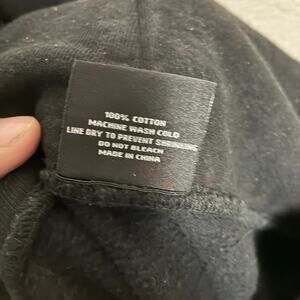 100% COTTON
MACHINE WASH COLD
LINE DRY TO PREVENT SHRINKING
DO NOT BLEACH
MADE IN CHINA